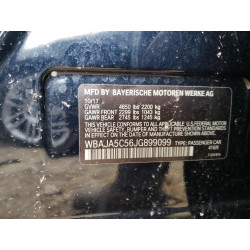 MFD BY BAYERISCHE MOTOREN WERKE AG
10/17
GVWR 4850 lbs 2200 kg
GAWR FRONT 2299 lbs 1043 kg
GAWR REAR 2745 lbs 1245 kg
THIS VEHICLE CONFORMS TO ALL APPLICABLE
U.S. FEDERAL MOTOR VEHICLE SAFETY,
BUMPER, AND THEFT PREVENTION
STANDARDS IN EFFECT ON THE DATE OF
MANUFACTURE SHOWN ABOVE.
WBAJA5C56JG899099
TYPE: PASSENGER CAR